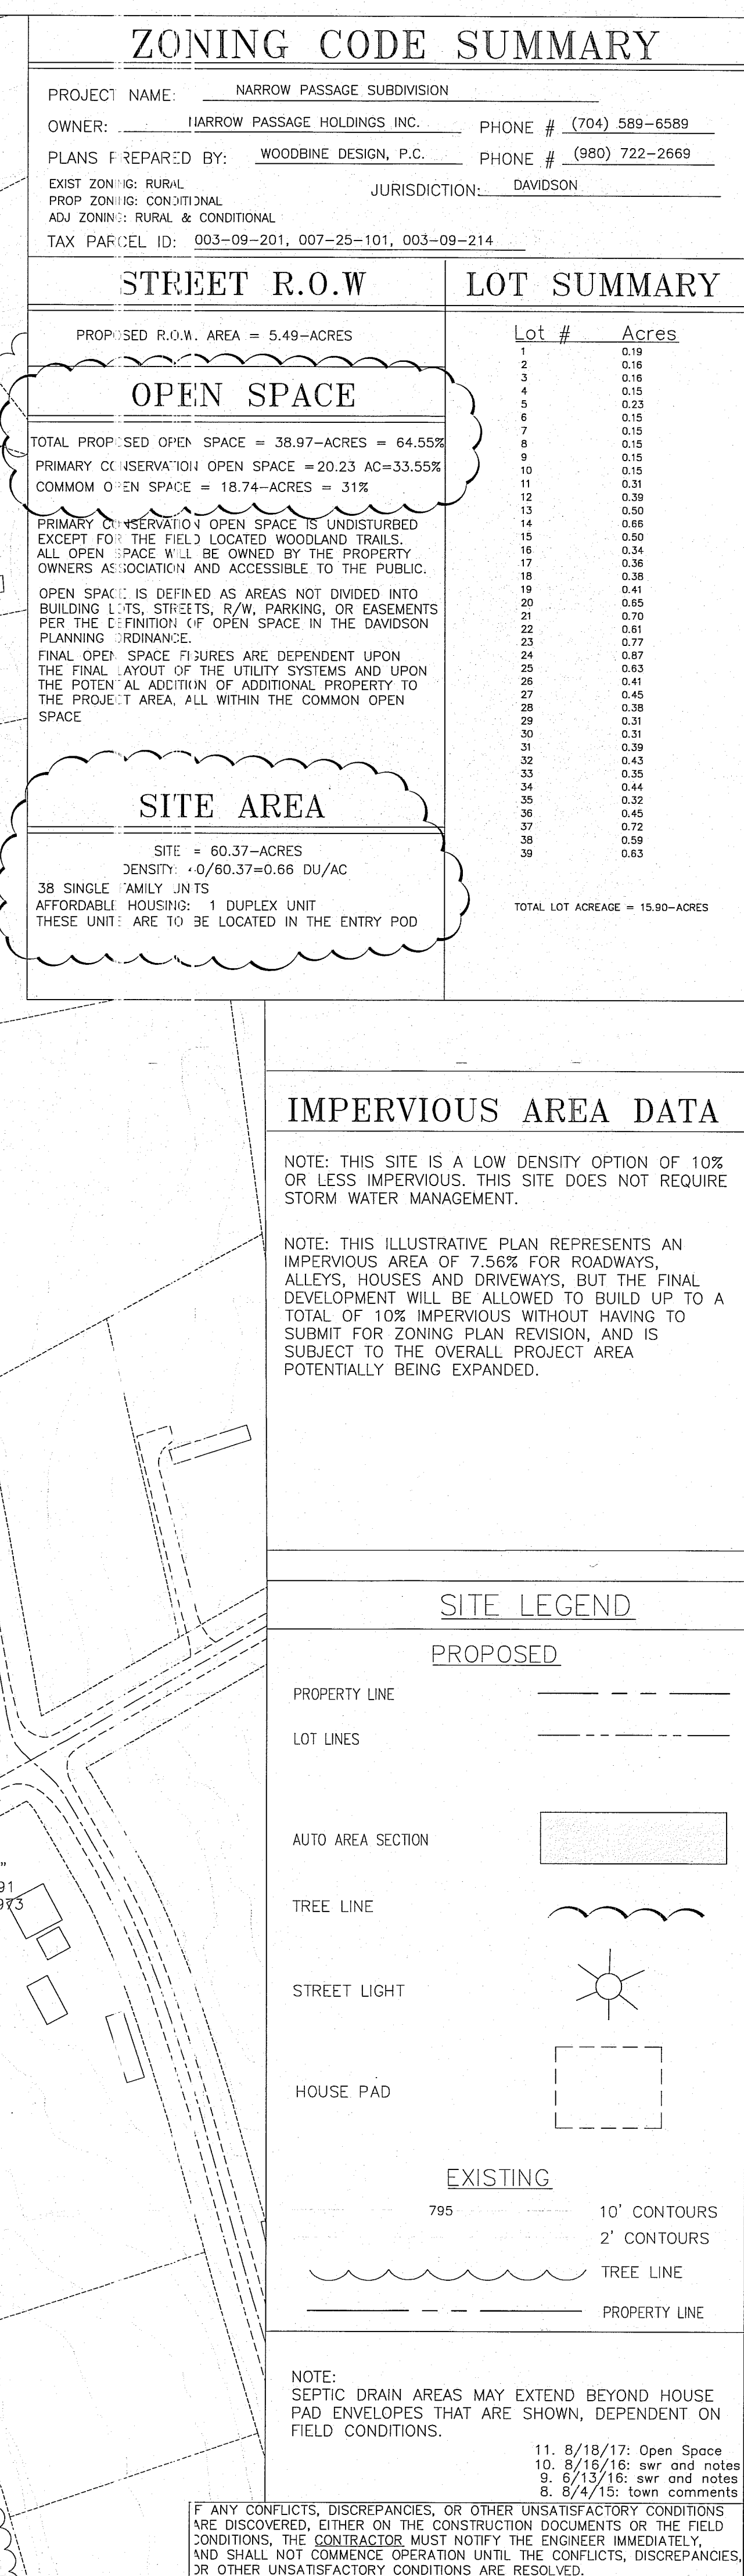 ZONING CODE SUMMARY
PROJECT NAME: NARROW PASSAGE SUBDIVISION
OWNER: NARROW PASSAGE HOLDINGS INC. PHONE # (704) 589-6589
PLANS PREPARED BY: WOODBINE DESIGN, P.C. PHONE # (980) 722-2669
EXIST ZONING: RURAL
JURISDICTION: DAVIDSON
PROP ZONING: CONDITIONAL
ADJ ZONING: RURAL & CONDITIONAL
TAX PARCEL ID: 003-09-201, 007-25-101, 003-09-214
STREET R.O.W
PROPOSED R.O.W. AREA = 5.49-ACRES
OPEN SPACE
TOTAL PROPOSED OPEN SPACE = 38.97-ACRES = 64.55%
PRIMARY CONSERVATION OPEN SPACE =20.23 AC=33.55%
COMMOM OPEN SPACE = 18.74-ACRES = 31%
PRIMARY CONSERVATION OPEN SPACE IS UNDISTURBED
EXCEPT FOR THE FIELD LOCATED WOODLAND TRAILS.
ALL OPEN SPACE WILL BE OWNED BY THE PROPERTY
OWNERS ASSOCIATION AND ACCESSIBLE TO THE PUBLIC.
OPEN SPACE IS DEFINED AS AREAS NOT DIVIDED INTO
BUILDING LOTS, STREETS, R/W, PARKING, OR EASEMENTS
PER THE DEFINITION OF OPEN SPACE IN THE DAVIDSON
PLANNING ORDINANCE.
FINAL OPEN SPACE FIGURES ARE DEPENDENT UPON
THE FINAL LAYOUT OF THE UTILITY SYSTEMS AND UPON
THE POTENTIAL ADDITION OF ADDITIONAL PROPERTY TO
THE PROJECT AREA, ALL WITHIN THE COMMON OPEN
SPACE
SITE AREA
SITE = 60.37-ACRES
DENSITY: 40/60.37=0.66 DU/AC
38 SINGLE FAMILY UNITS
AFFORDABLE HOUSING: 1 DUPLEX UNIT
THESE UNITS ARE TO BE LOCATED IN THE ENTRY POD
LOT SUMMARY
Lot # Acres
1 0.19
2 0.16
3 0.16
4 0.15
5 0.23
6 0.15
7 0.15
8 0.15
9 0.15
10 0.15
11 0.31
12 0.39
13 0.50
14 0.66
15 0.50
16 0.34
17 0.36
18 0.38
19 0.41
20 0.65
21 0.70
22 0.61
23 0.77
24 0.87
25 0.63
26 0.41
27 0.45
28 0.38
29 0.31
30 0.31
31 0.39
32 0.43
33 0.35
34 0.44
35 0.32
36 0.45
37 0.72
38 0.59
39 0.63
TOTAL LOT ACREAGE = 15.90-ACRES
IMPERVIOUS AREA DATA
NOTE: THIS SITE IS A LOW DENSITY OPTION OF 10%
OR LESS IMPERVIOUS. THIS SITE DOES NOT REQUIRE
STORM WATER MANAGEMENT.
NOTE: THIS ILLUSTRATIVE PLAN REPRESENTS AN
IMPERVIOUS AREA OF 7.56% FOR ROADWAYS,
ALLEYS, HOUSES AND DRIVEWAYS, BUT THE FINAL
DEVELOPMENT WILL BE ALLOWED TO BUILD UP TO A
TOTAL OF 10% IMPERVIOUS WITHOUT HAVING TO
SUBMIT FOR ZONING PLAN REVISION, AND IS
SUBJECT TO THE OVERALL PROJECT AREA
POTENTIALLY BEING EXPANDED.
SITE LEGEND
PROPOSED
PROPERTY LINE
LOT LINES
AUTO AREA SECTION
TREE LINE
STREET LIGHT
HOUSE PAD
EXISTING
795 10' CONTOURS
2' CONTOURS
TREE LINE
PROPERTY LINE
"
91
973
NOTE:
SEPTIC DRAIN AREAS MAY EXTEND BEYOND HOUSE
PAD ENVELOPES THAT ARE SHOWN, DEPENDENT ON
FIELD CONDITIONS.
11. 8/18/17: Open Space
10. 8/16/16: swr and notes
9. 6/13/16: swr and notes
8. 8/4/15: town comments
F ANY CONFLICTS, DISCREPANCIES, OR OTHER UNSATISFACTORY CONDITIONS
ARE DISCOVERED, EITHER ON THE CONSTRUCTION DOCUMENTS OR THE FIELD
CONDITIONS, THE CONTRACTOR MUST NOTIFY THE ENGINEER IMMEDIATELY,
AND SHALL NOT COMMENCE OPERATION UNTIL THE CONFLICTS, DISCREPANCIES,
OR OTHER UNSATISFACTORY CONDITIONS ARE RESOLVED.